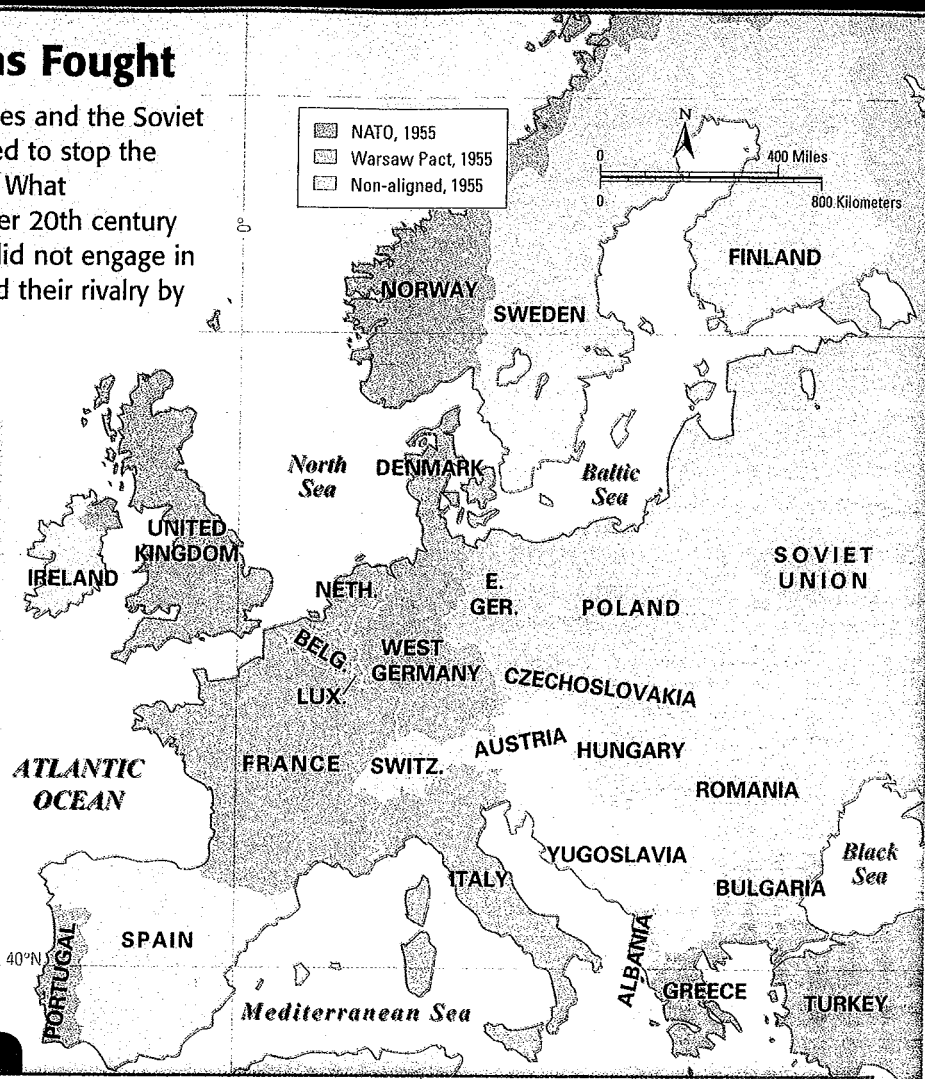 ns Fought
es and the Soviet
ed to stop the
What
er 20th century
did not engage in
d their rivalry by
NATO, 1955
Warsaw Pact, 1955
Non-aligned, 1955
N
0 400 Miles
0 800 Kilometers
0°
NORWAY
SWEDEN
FINLAND
North
Sea
DENMARK
Baltic
Sea
UNITED
KINGDOM
IRELAND
NETH.
E.
GER.
POLAND
SOVIET
UNION
BELG.
LUX.
WEST
GERMANY
CZECHOSLOVAKIA
ATLANTIC
OCEAN
FRANCE
SWITZ.
AUSTRIA
HUNGARY
ROMANIA
YUGOSLAVIA
Black
Sea
ITALY
BULGARIA
SPAIN
PORTUGAL
40°N
ALBANIA
GREECE
TURKEY
Mediterranean Sea